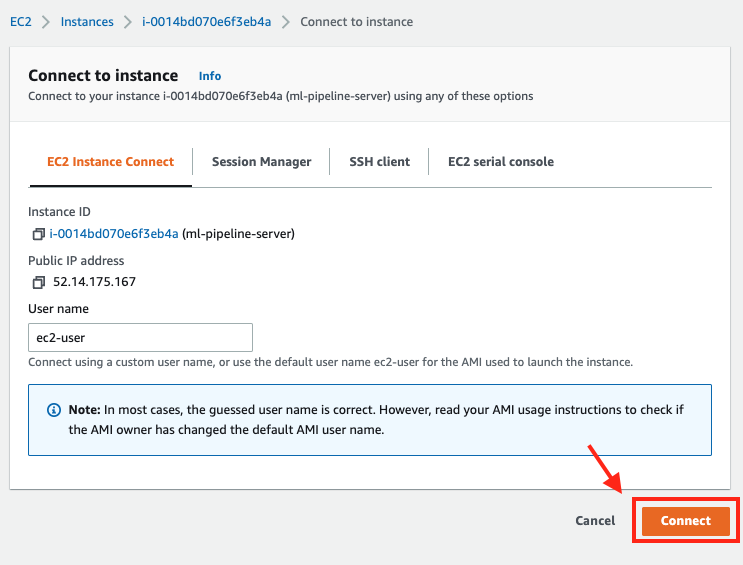 EC2 > Instances > i-0014bd070e6f3eb4a > Connect to instance
Connect to instance Info
Connect to your instance i-0014bd070e6f3eb4a (ml-pipeline-server) using any of these options
EC2 Instance Connect Session Manager SSH client EC2 serial console
Instance ID
i-0014bd070e6f3eb4a (ml-pipeline-server)
Public IP address
52.14.175.167
User name
ec2-user
Connect using a custom user name, or use the default user name ec2-user for the AMI used to launch the instance.
Note: In most cases, the guessed user name is correct. However, read your AMI usage instructions to check if
the AMI owner has changed the default AMI user name.
Cancel Connect